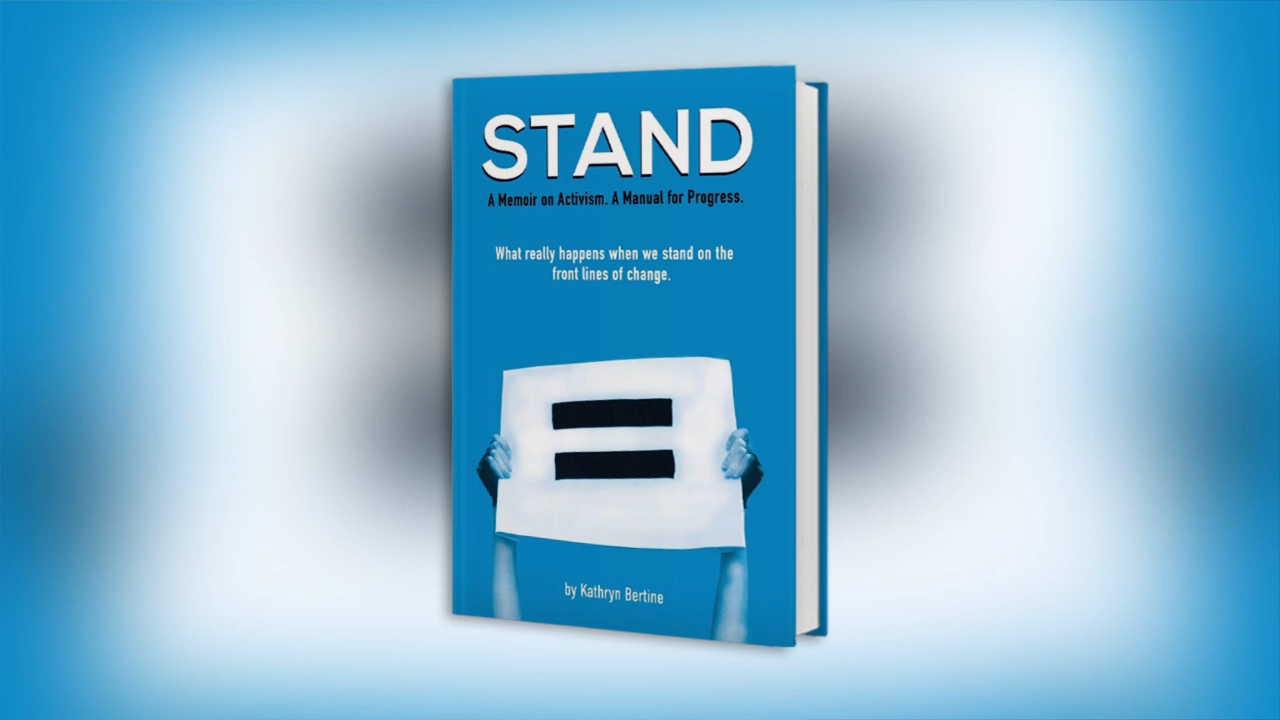 STAND
A Memoir on Activism. A Manual for Progress.
What really happens when we stand on the
front lines of change.
by Kathryn Bertine